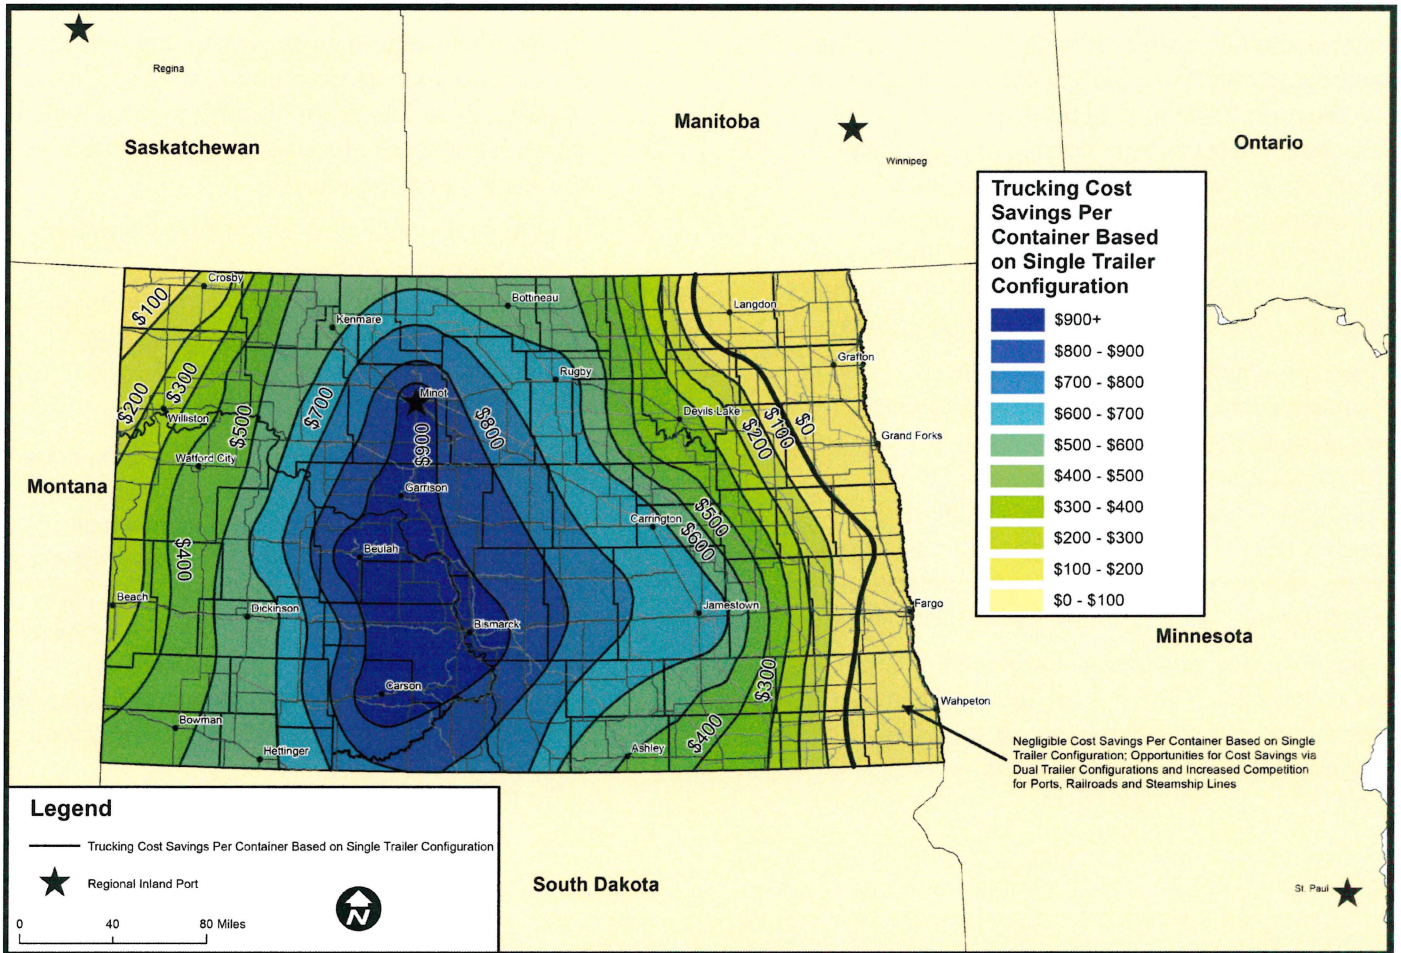 Regina
Saskatchewan
Manitoba
Winnipeg
Ontario
Trucking Cost
Savings Per
Container Based
on Single Trailer
Configuration
$900+
$800 - $900
$700 - $800
$600 - $700
$500 - $600
$400 - $500
$300 - $400
$200 - $300
$100 - $200
$0 - $100
Crosby
$100
Kenmare
Bottineau
Langdon
Grafton
Rugby
Minot
$200
$300
Williston
$500
$700
$900
$800
Devils Lake
$200
$100
$0
Grand Forks
Watford City
Montana
Garrison
Carrington
$500
$600
Beulah
$400
Beach
Dickinson
Bismarck
Jamestown
Fargo
Minnesota
Carson
$300
Wahpeton
Bowman
Hettinger
Ashley
$400
Negligible Cost Savings Per Container Based on Single
Trailer Configuration; Opportunities for Cost Savings via
Dual Trailer Configurations and Increased Competition
for Ports, Railroads and Steamship Lines
Legend
Trucking Cost Savings Per Container Based on Single Trailer Configuration
Regional Inland Port
N
0 40 80 Miles
South Dakota
St. Paul